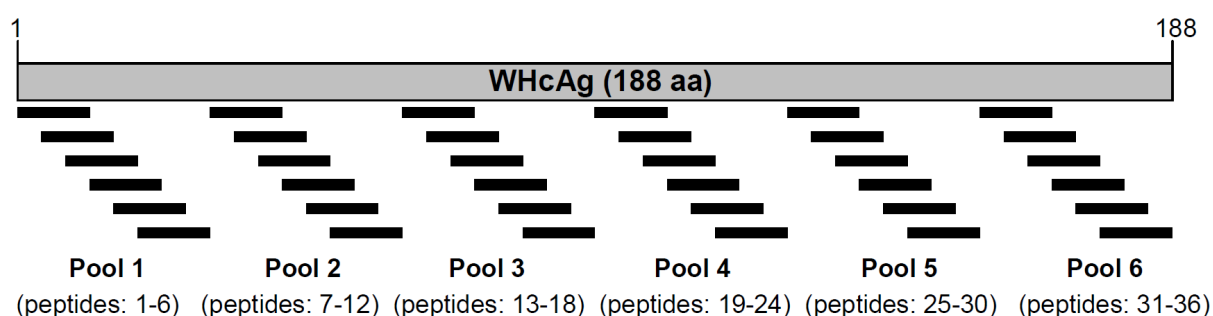 1 188
WHcAg (188 aa)
Pool 1 Pool 2 Pool 3 Pool 4 Pool 5 Pool 6
(peptides: 1-6) (peptides: 7-12) (peptides: 13-18) (peptides: 19-24) (peptides: 25-30) (peptides: 31-36)